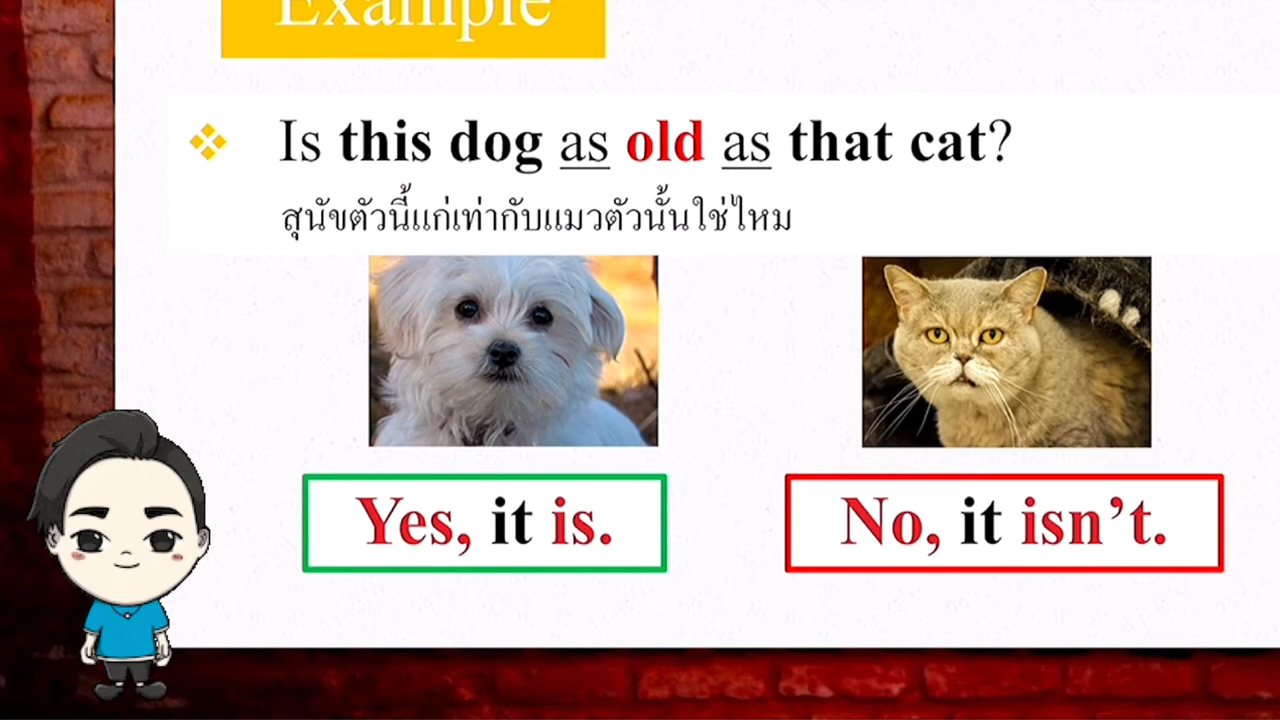 Example
Is this dog as old as that cat?
สุนัขตัวนี้แก่เท่ากับแมวตัวนั้นใช่ไหม
Yes, it is.
No, it isn’t.